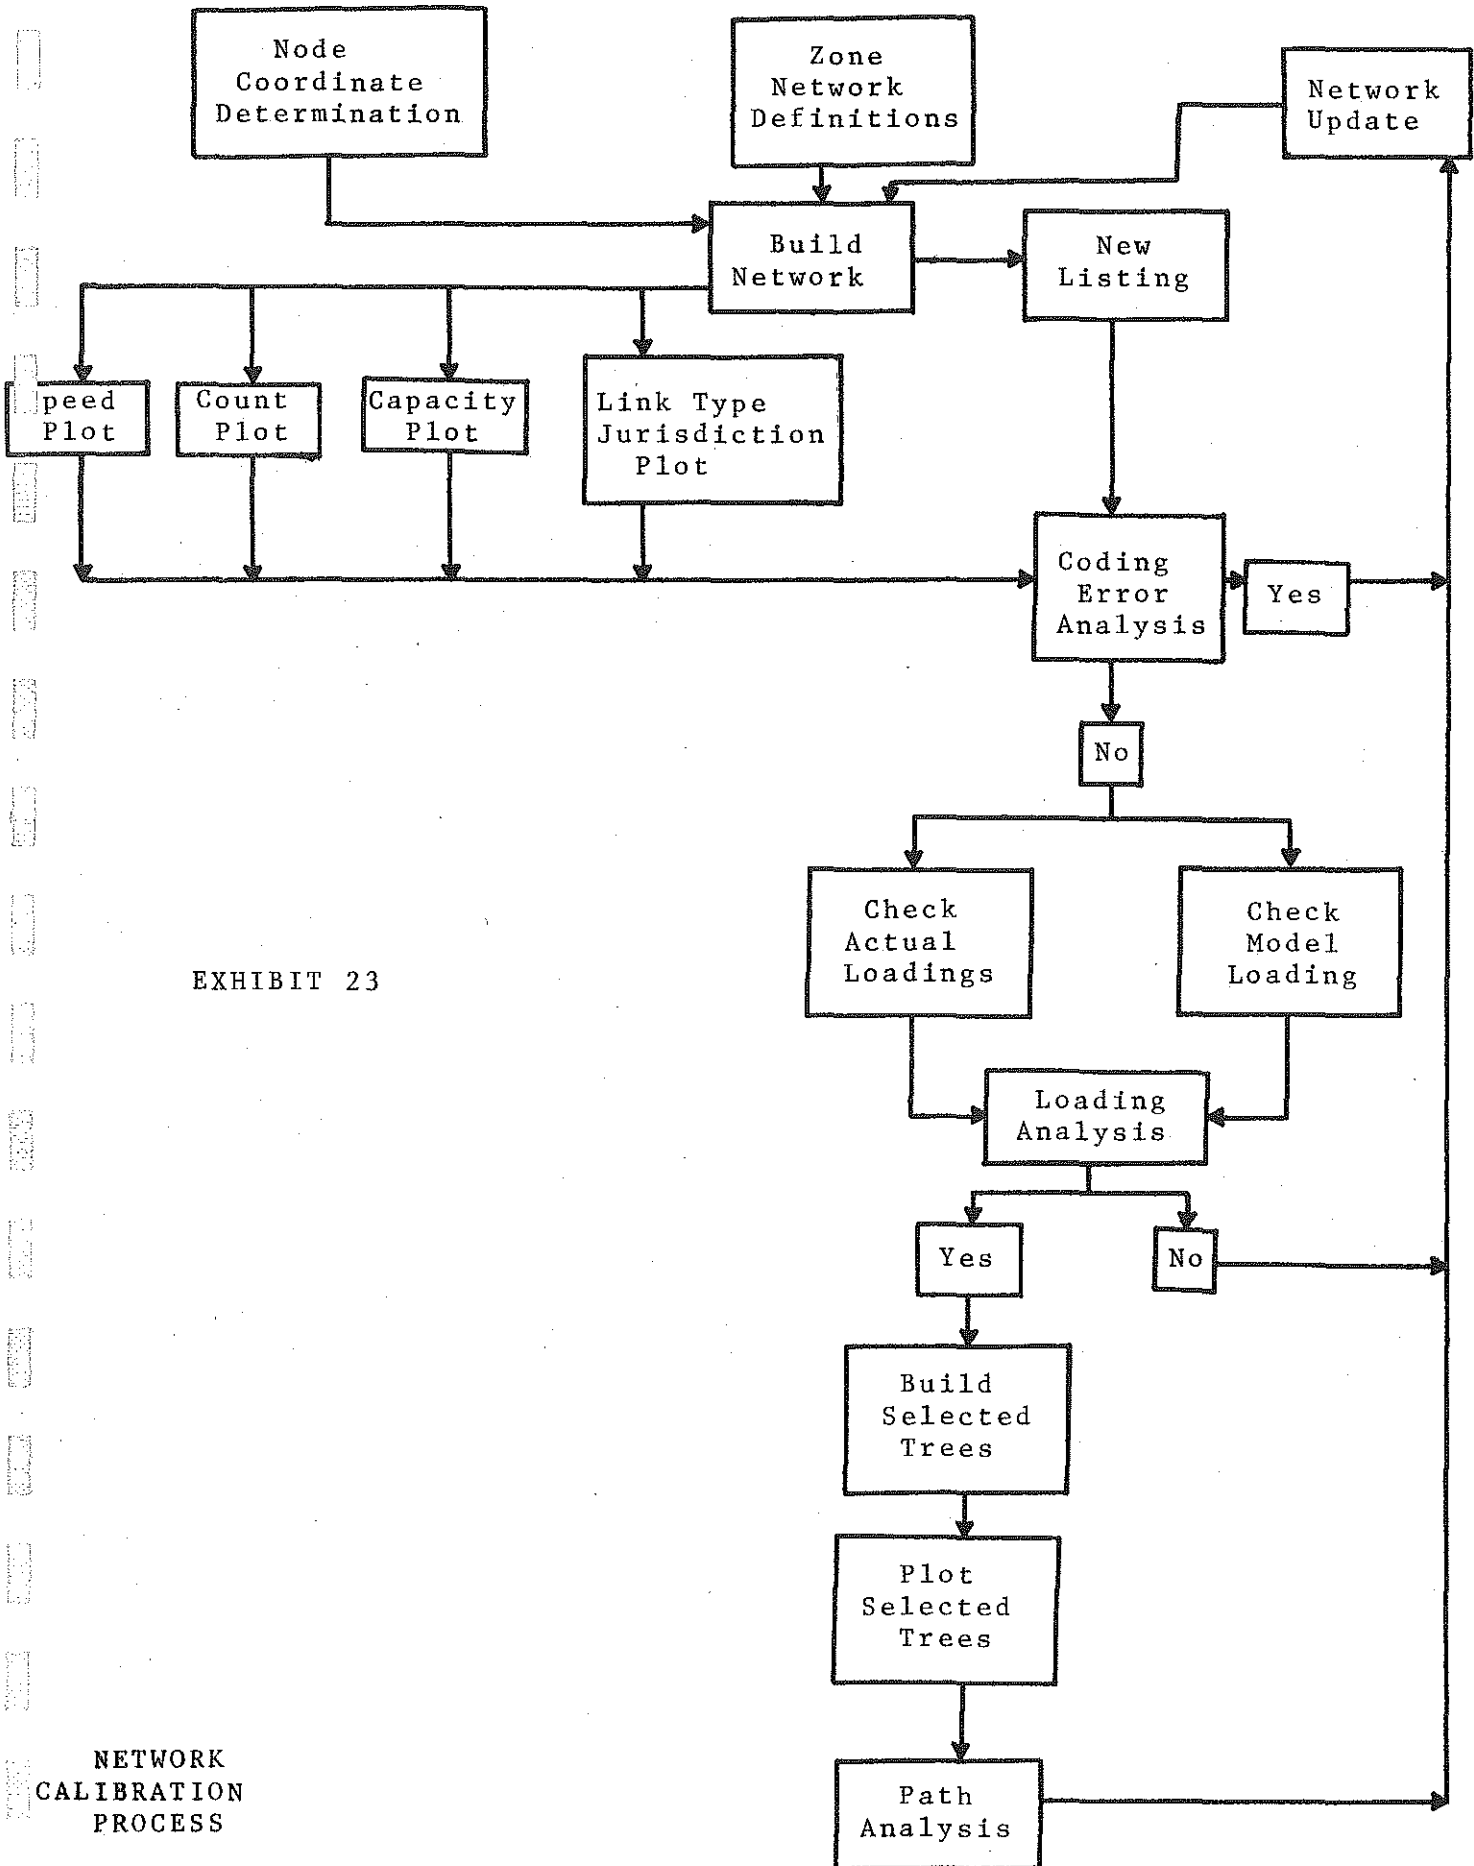 Node
Coordinate
Determination
Zone
Network
Definitions
Network
Update
Build
Network
New
Listing
peed
Plot
Count
Plot
Capacity
Plot
Link Type
Jurisdiction
Plot
Coding
Error
Analysis
Yes
No
Check
Actual
Loadings
Check
Model
Loading
EXHIBIT 23
Loading
Analysis
Yes
No
Build
Selected
Trees
Plot
Selected
Trees
NETWORK
CALIBRATION
PROCESS
Path
Analysis